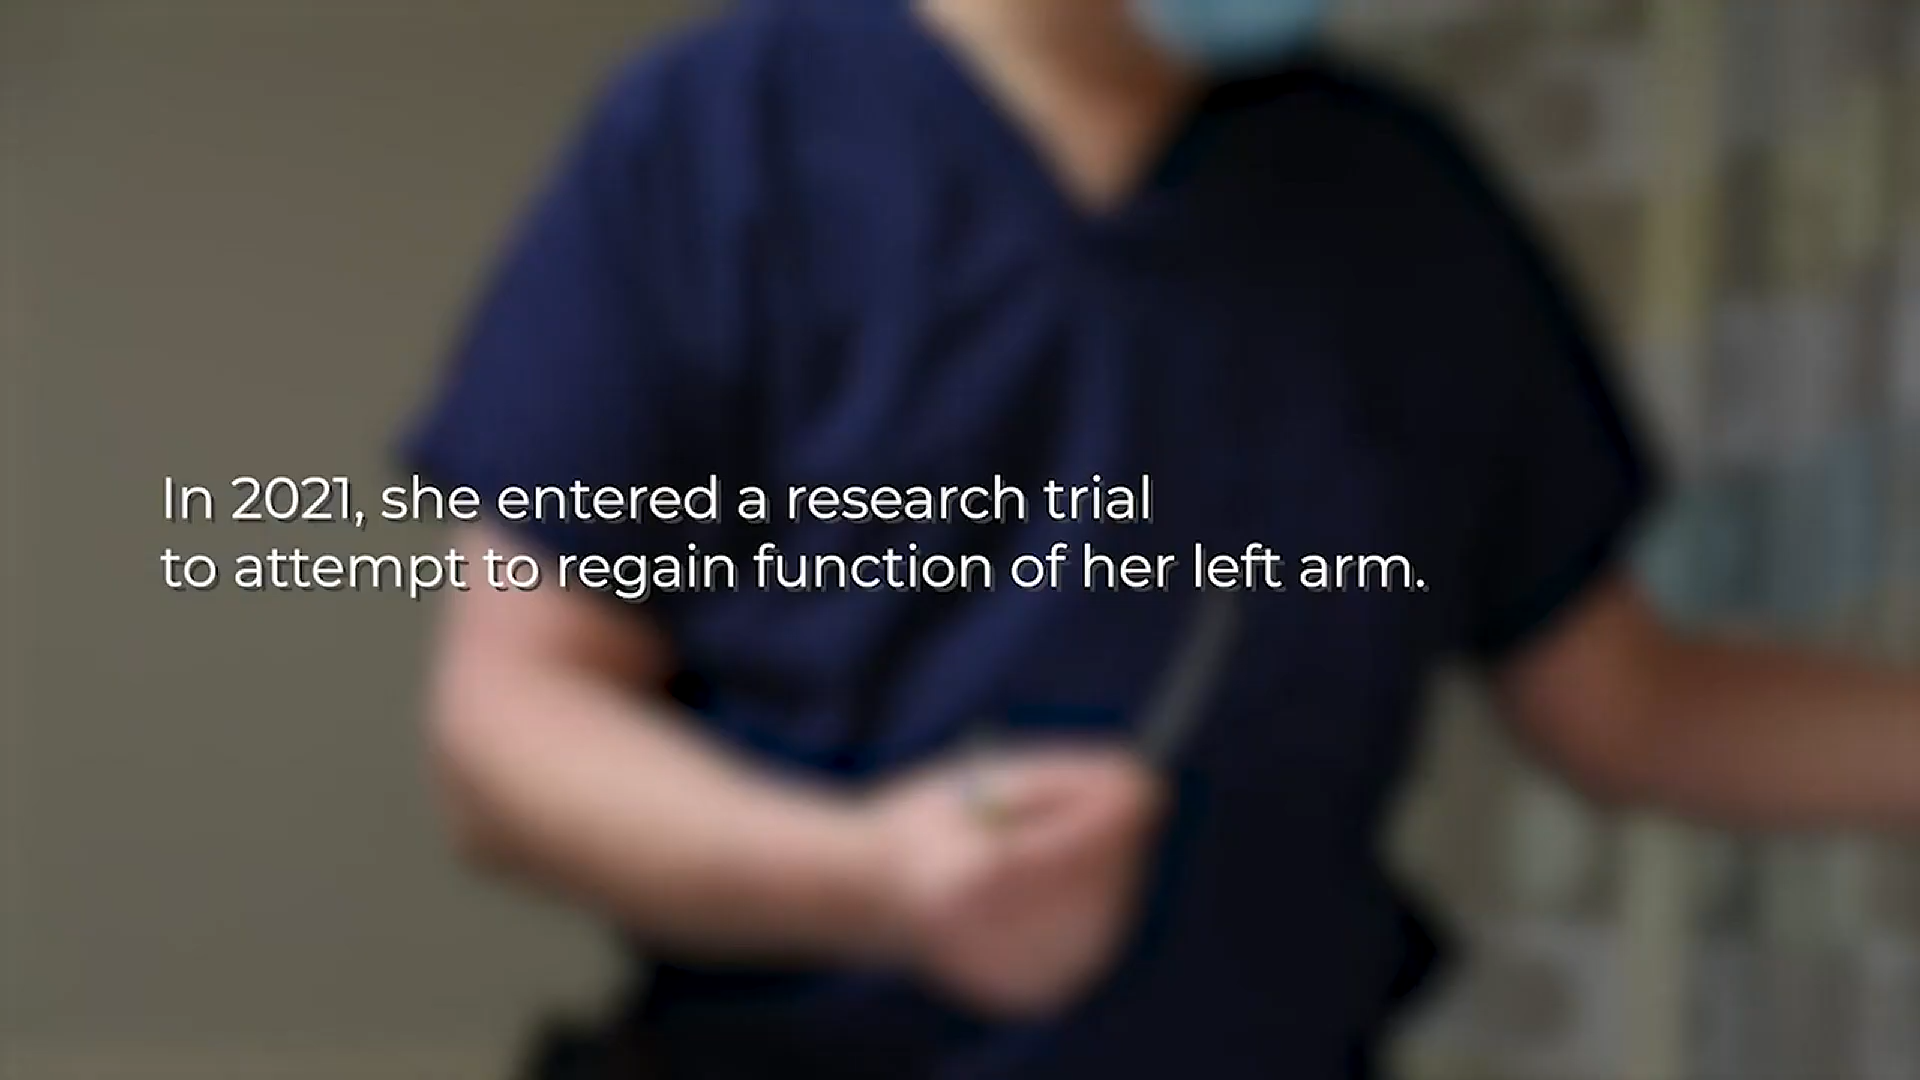 In 2021, she entered a research trial
to attempt to regain function of her left arm.